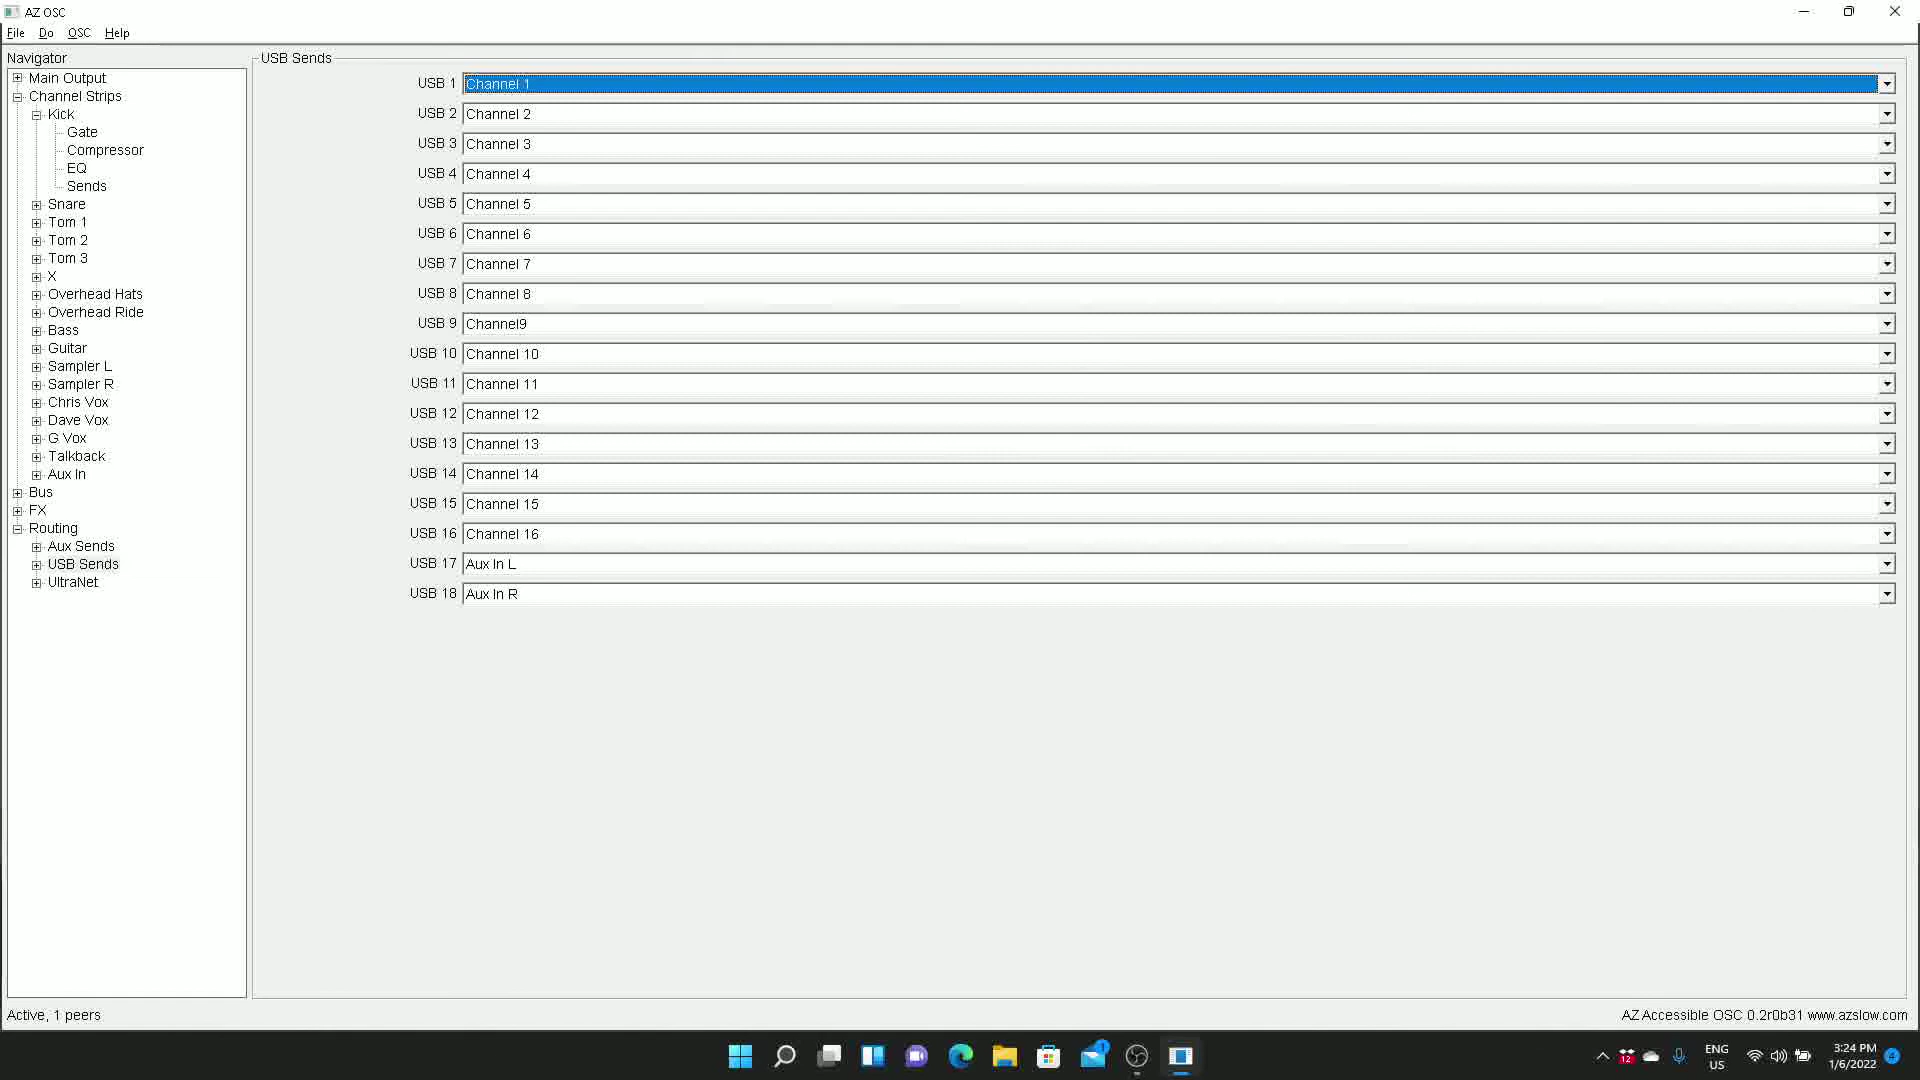 AZ OSC
File Do OSC Help
Navigator
Main Output
Channel Strips
Kick
Gate
Compressor
EQ
Sends
Snare
Tom 1
Tom 2
Tom 3
X
Overhead Hats
Overhead Ride
Bass
Guitar
Sampler L
Sampler R
Chris Vox
Dave Vox
G Vox
Talkback
Aux In
Bus
FX
Routing
Aux Sends
USB Sends
UltraNet
USB Sends
USB 1 Channel 1
USB 2 Channel 2
USB 3 Channel 3
USB 4 Channel 4
USB 5 Channel 5
USB 6 Channel 6
USB 7 Channel 7
USB 8 Channel 8
USB 9 Channel9
USB 10 Channel 10
USB 11 Channel 11
USB 12 Channel 12
USB 13 Channel 13
USB 14 Channel 14
USB 15 Channel 15
USB 16 Channel 16
USB 17 Aux In L
USB 18 Aux In R
Active, 1 peers
AZ Accessible OSC 0.2r0b31 www.azslow.com
1
12
ENG
US
3:24 PM
1/6/2022
4